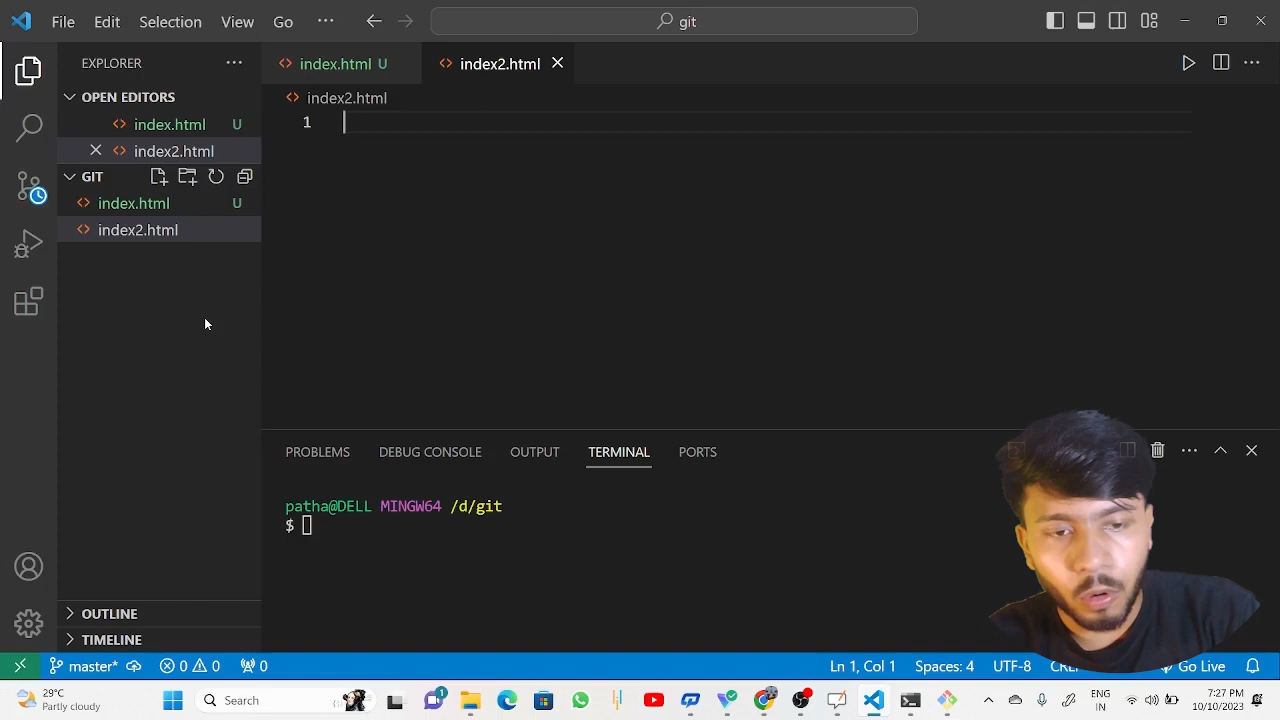 File Edit Selection View Go ··· git
EXPLORER ···
index.html U
index2.html
OPEN EDITORS
index.html U
index2.html
GIT
index.html U
index2.html
index2.html
1
PROBLEMS DEBUG CONSOLE OUTPUT TERMINAL PORTS
patha@DELL MINGW64 /d/git
$
OUTLINE
TIMELINE
master* 0 0 0 Ln 1, Col 1 Spaces: 4 UTF-8 Go Live
29°C
Partly cloudy
Search
1
ENG
IN
7:27 PM
10/10/2023